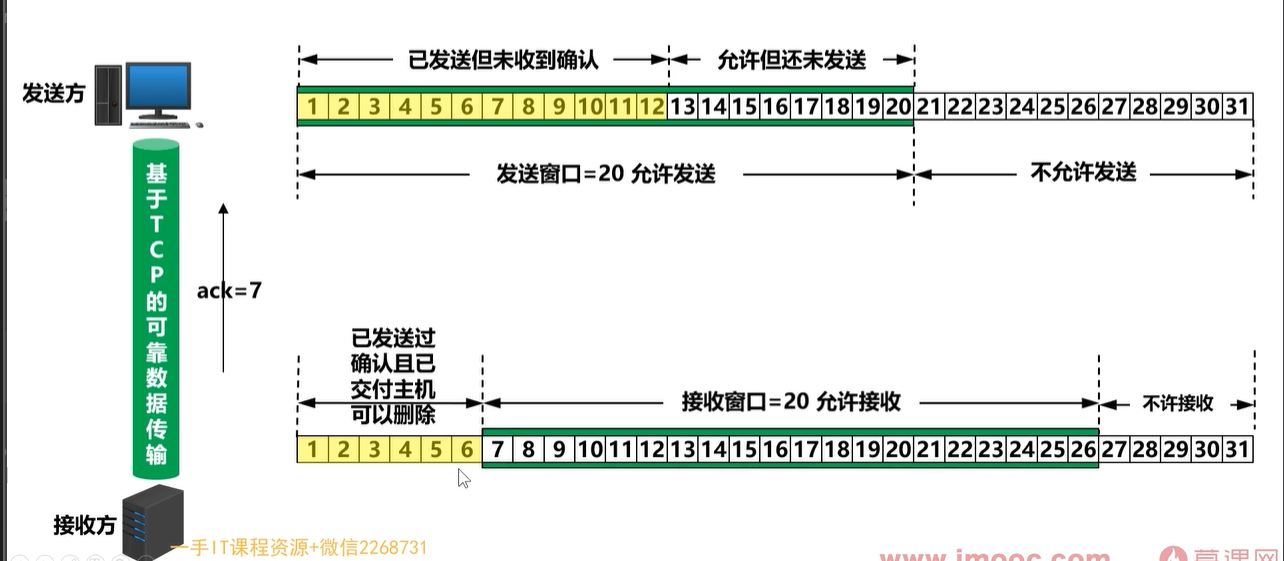 已发送但未收到确认
允许但还未发送
发送方
1 2 3 4 5 6 7 8 9 10 11 12 13 14 15 16 17 18 19 20 21 22 23 24 25 26 27 28 29 30 31
发送窗口=20 允许发送
不允许发送
基于TCP的可靠数据传输
ack=7
已发送过
确认且已
交付主机
可以删除
接收窗口=20 允许接收
不许接收
1 2 3 4 5 6 7 8 9 10 11 12 13 14 15 16 17 18 19 20 21 22 23 24 25 26 27 28 29 30 31
接收方
一手IT课程资源+微信2268731
www.imooc.com
慕课网